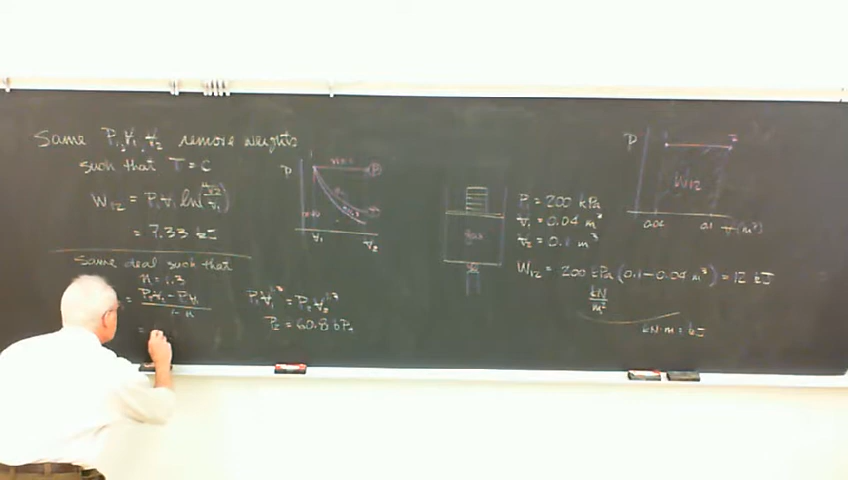 Same P₁, V₁, V₂ remove weights
such that T = C
W₁₂ = P₁V₁ ln(V₂/V₁)
= 7.33 kJ
Same deal such that
n = 1.3
= P₂V₂ - P₁V₁ / 1 - n
=
P₁V₁^1.3 = P₂V₂^1.3
P₂ = 60.8 kPa
P
V₁
V₂
gas
P₁ = 200 kPa
V₁ = 0.04 m³
V₂ = 0.1 m³
W₁₂ = 200 kPa (0.1-0.04 m³) = 12 kJ
kN/m²
kN·m = kJ
P
2
W₁₂
0.04
0.1
V(m³)